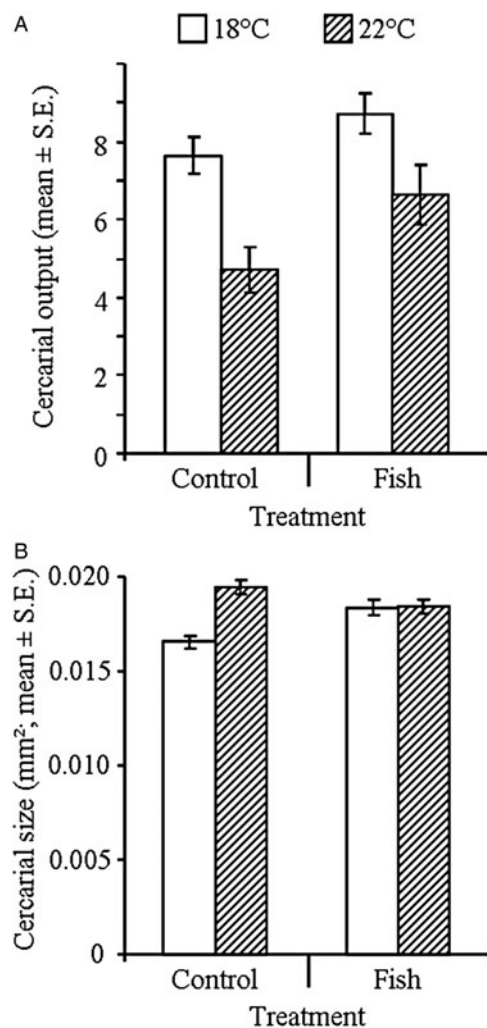 A
18°C 22°C
Cercarial output (mean ± S.E.)
8
6
4
2
0
Control Fish
Treatment
B
Cercarial size (mm²; mean ± S.E.)
0.020
0.015
0.010
0.005
0
Control Fish
Treatment